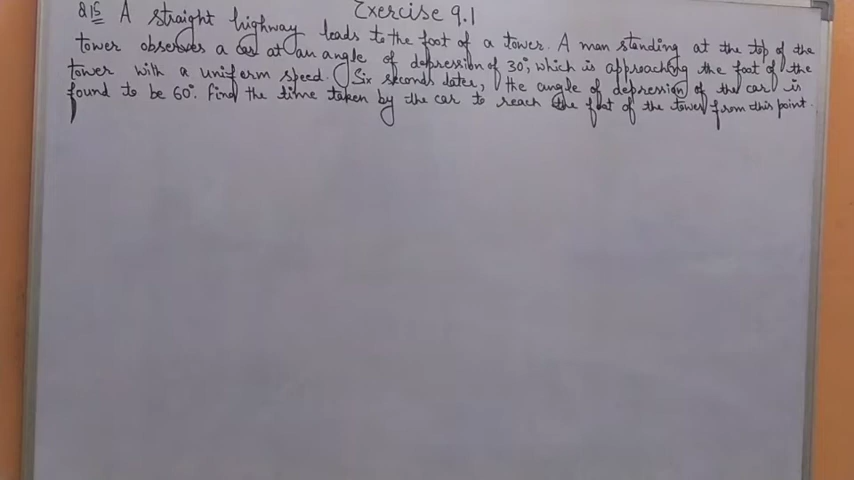 Exercise 9.1
Q15 A straight highway leads to the foot of a tower. A man standing at the top of the
tower observes a car at an angle of depression of 30°, which is approaching the foot of the
tower with a uniform speed. Six seconds later, the angle of depression of the car is
found to be 60°. Find the time taken by the car to reach the foot of the tower from this point.